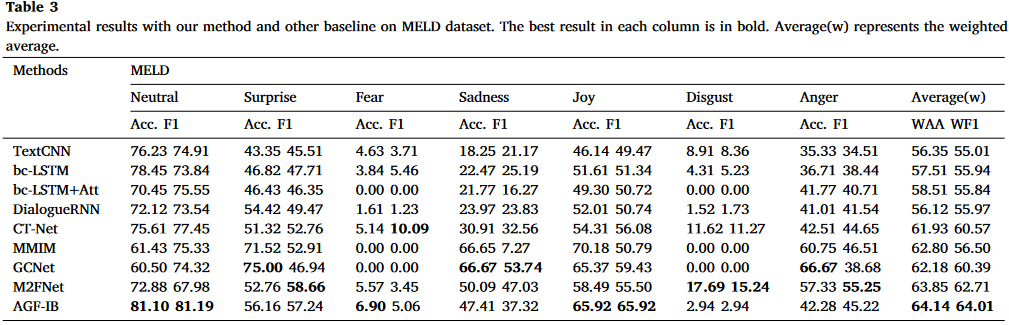 Table 3
Experimental results with our method and other baseline on MELD dataset. The best result in each column is in bold. Average(w) represents the weighted
average.
Methods MELD
Neutral Surprise Fear Sadness Joy Disgust Anger Average(w)
Acc. F1 Acc. F1 Acc. F1 Acc. F1 Acc. F1 Acc. F1 Acc. F1 WAA WF1
TextCNN 76.23 74.91 43.35 45.51 4.63 3.71 18.25 21.17 46.14 49.47 8.91 8.36 35.33 34.51 56.35 55.01
bc-LSTM 78.45 73.84 46.82 47.71 3.84 5.46 22.47 25.19 51.61 51.34 4.31 5.23 36.71 38.44 57.51 55.94
bc-LSTM+Att 70.45 75.55 46.43 46.35 0.00 0.00 21.77 16.27 49.30 50.72 0.00 0.00 41.77 40.71 58.51 55.84
DialogueRNN 72.12 73.54 54.42 49.47 1.61 1.23 23.97 23.83 52.01 50.74 1.52 1.73 41.01 41.54 56.12 55.97
CT-Net 75.61 77.45 51.32 52.76 5.14 10.09 30.91 32.56 54.31 56.08 11.62 11.27 42.51 44.65 61.93 60.57
MMIM 61.43 75.33 71.52 52.91 0.00 0.00 66.65 7.27 70.18 50.79 0.00 0.00 60.75 46.51 62.80 56.50
GCNet 60.50 74.32 75.00 46.94 0.00 0.00 66.67 53.74 65.37 59.43 0.00 0.00 66.67 38.68 62.18 60.39
M2FNet 72.88 67.98 52.76 58.66 5.57 3.45 50.09 47.03 58.49 55.50 17.69 15.24 57.33 55.25 63.85 62.71
AGF-IB 81.10 81.19 56.16 57.24 6.90 5.06 47.41 37.32 65.92 65.92 2.94 2.94 42.28 45.22 64.14 64.01